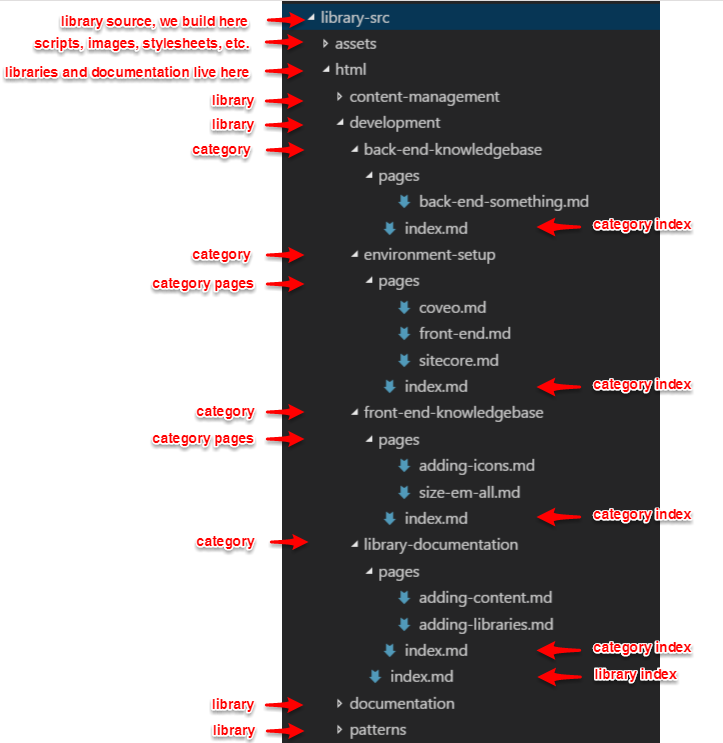 library source, we build here library-src
scripts, images, stylesheets, etc. assets
libraries and documentation live here html
library content-management
library development
category back-end-knowledgebase
pages
back-end-something.md
index.md category index
category environment-setup
category pages pages
coveo.md
front-end.md
sitecore.md
index.md category index
category front-end-knowledgebase
category pages pages
adding-icons.md
size-em-all.md
index.md category index
category library-documentation
pages
adding-content.md
adding-libraries.md
index.md category index
index.md library index
library documentation
library patterns